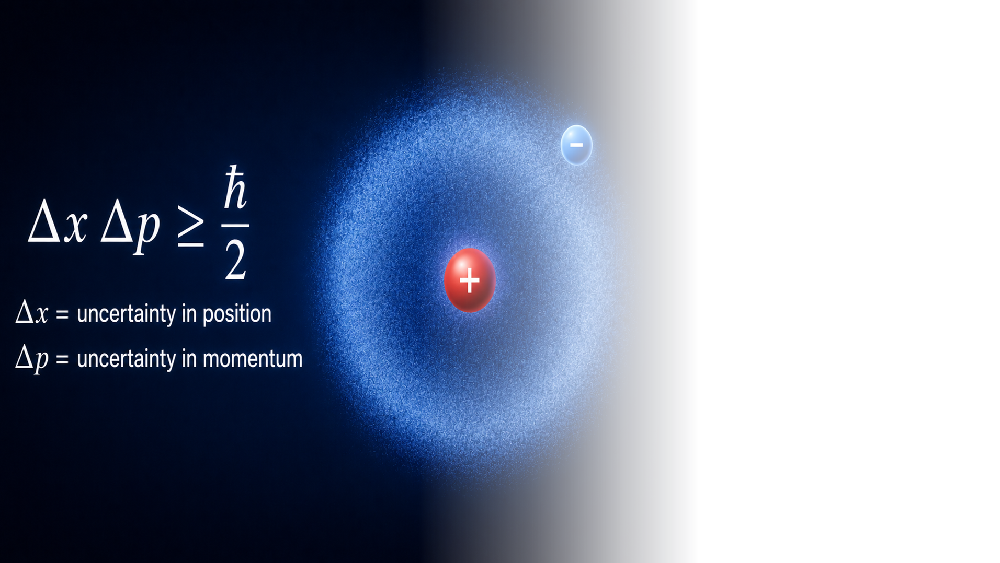 Δx Δp ≥ ħ/2
Δx = uncertainty in position
Δp = uncertainty in momentum
−
+